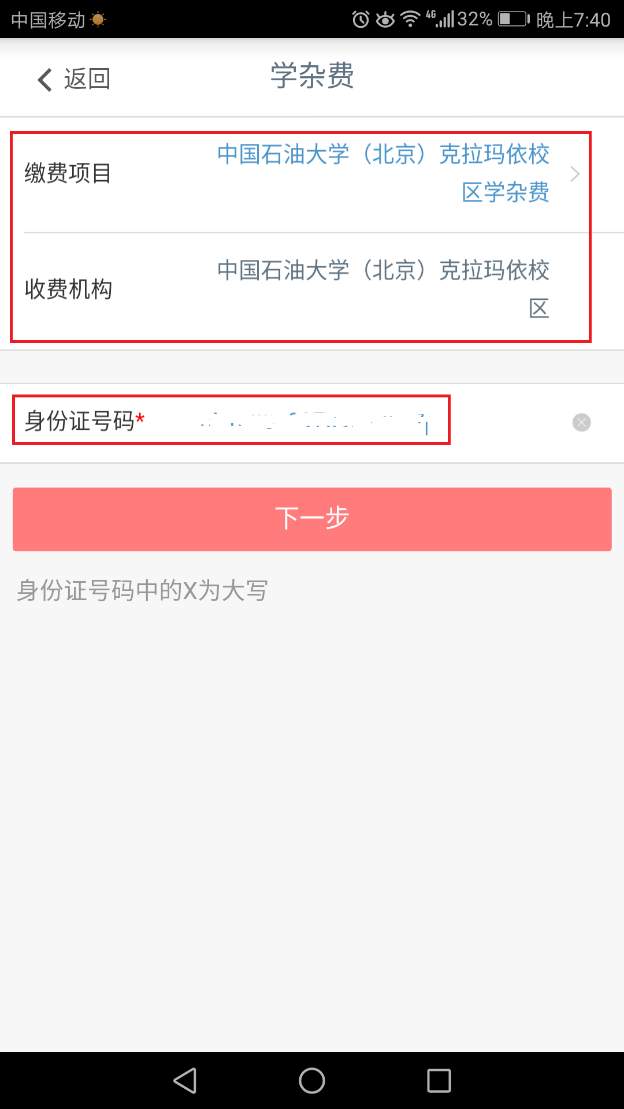 中国移动 4G 32% 晚上7:40
返回 学杂费
缴费项目 中国石油大学（北京）克拉玛依校
区学杂费
收费机构 中国石油大学（北京）克拉玛依校
区
身份证号码*
下一步
身份证号码中的X为大写